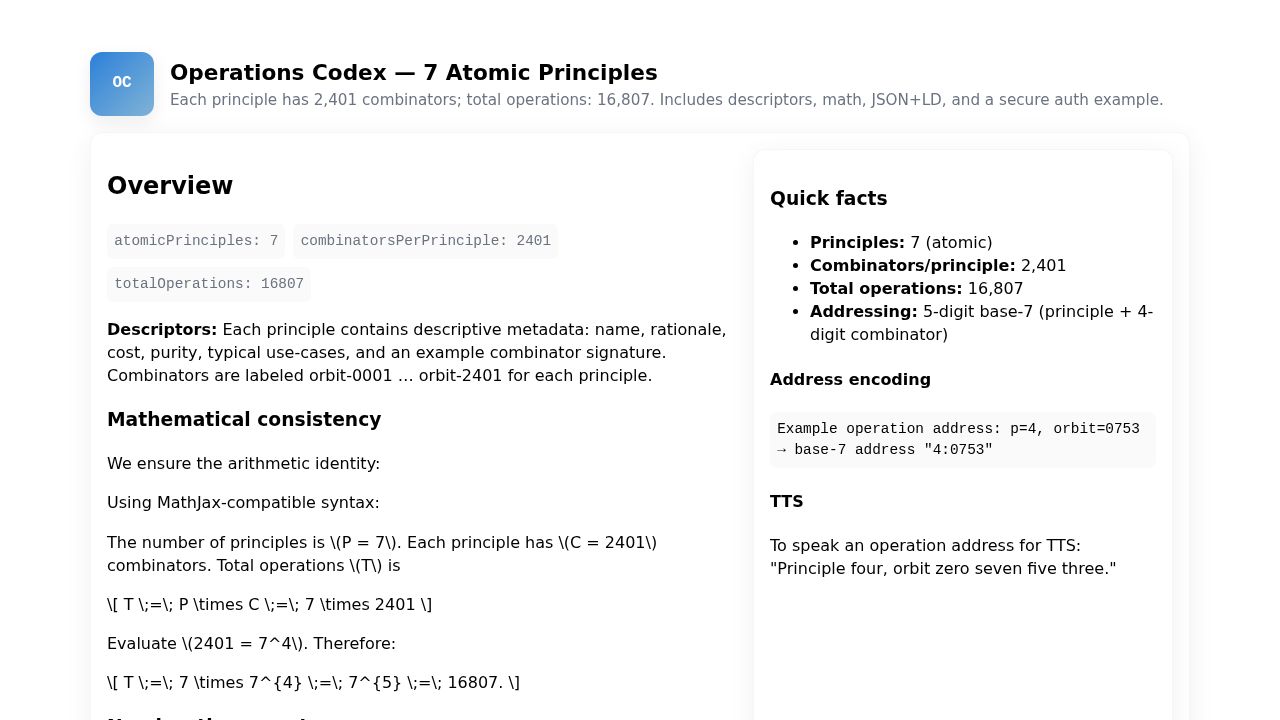 OC
Operations Codex — 7 Atomic Principles
Each principle has 2,401 combinators; total operations: 16,807. Includes descriptors, math, JSON+LD, and a secure auth example.
Overview
atomicPrinciples: 7 combinatorsPerPrinciple: 2401
totalOperations: 16807
Descriptors: Each principle contains descriptive metadata: name, rationale,
cost, purity, typical use-cases, and an example combinator signature.
Combinators are labeled orbit-0001 … orbit-2401 for each principle.
Mathematical consistency
We ensure the arithmetic identity:
Using MathJax-compatible syntax:
The number of principles is \(P = 7\). Each principle has \(C = 2401\)
combinators. Total operations \(T\) is
\[ T \;=\; P \times C \;=\; 7 \times 2401 \]
Evaluate \(2401 = 7^4\). Therefore:
\[ T \;=\; 7 \times 7^{4} \;=\; 7^{5} \;=\; 16807. \]
Quick facts
• Principles: 7 (atomic)
• Combinators/principle: 2,401
• Total operations: 16,807
• Addressing: 5-digit base-7 (principle + 4-
digit combinator)
Address encoding
Example operation address: p=4, orbit=0753
→ base-7 address "4:0753"
TTS
To speak an operation address for TTS:
"Principle four, orbit zero seven five three."